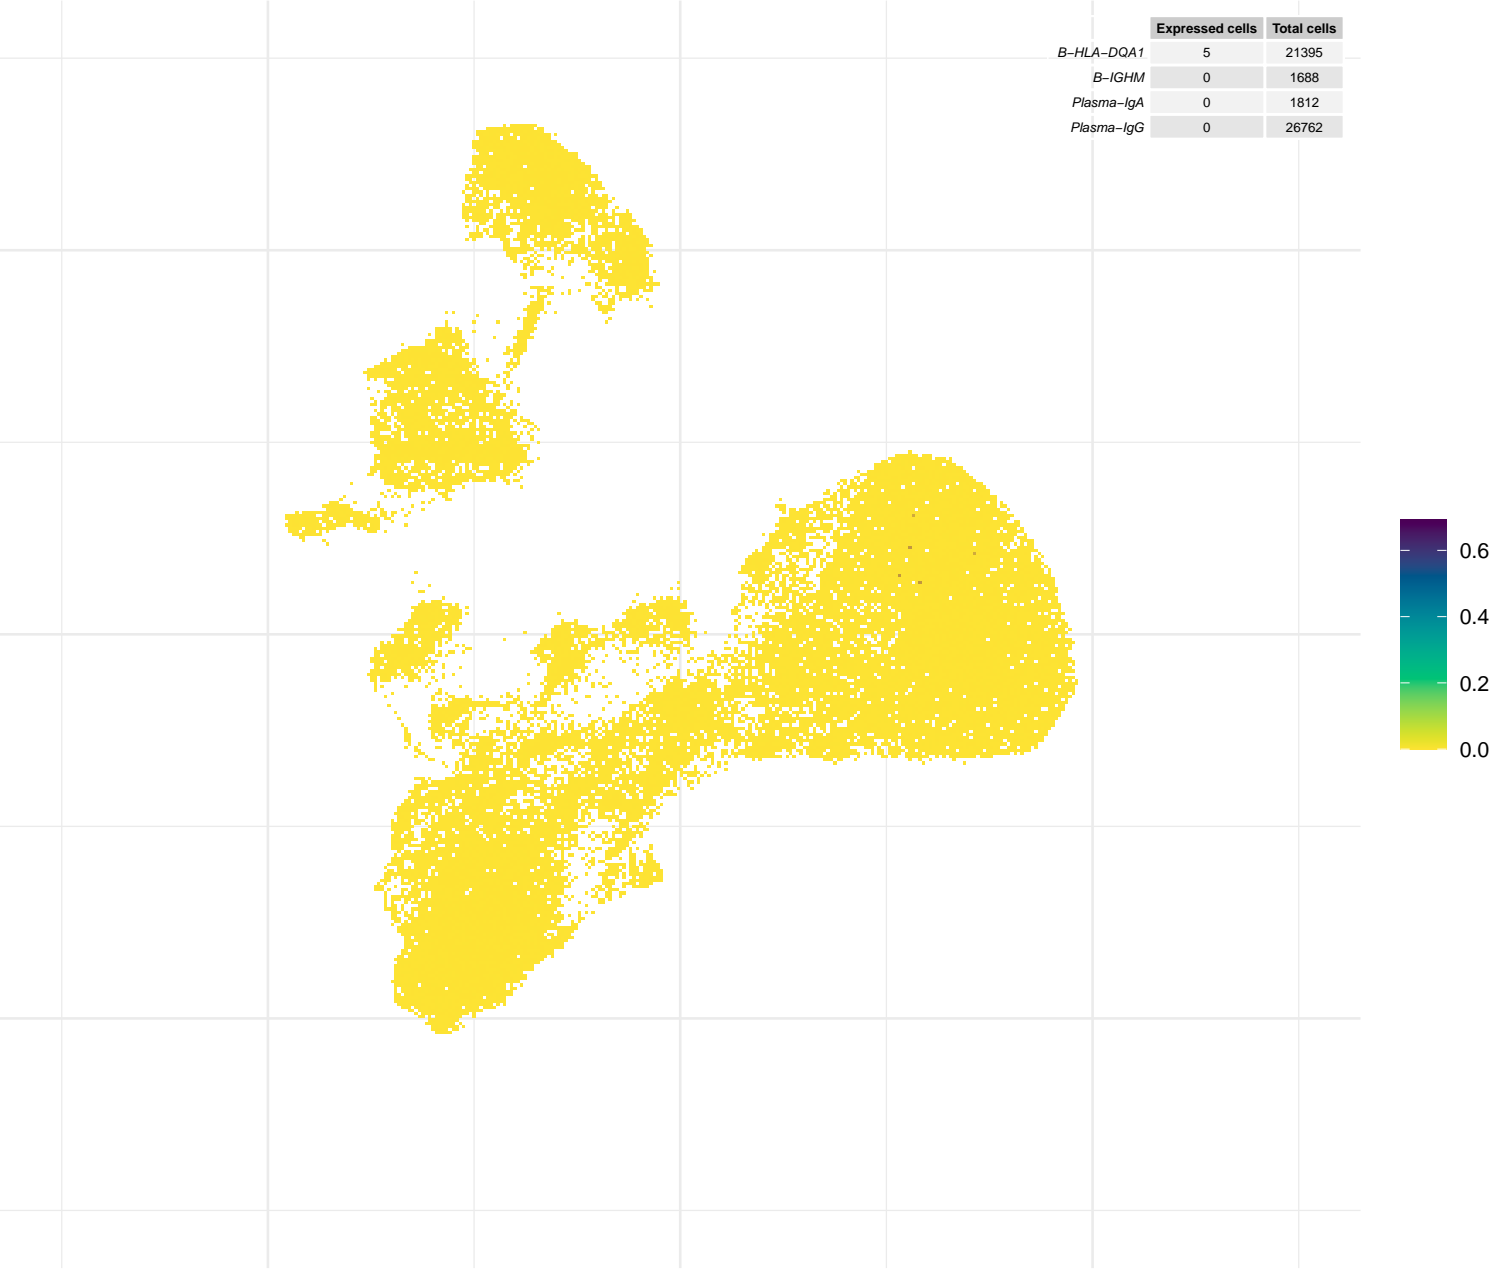 Expressed cells Total cells
B−HLA−DQA1 5 21395
B−IGHM 0 1688
Plasma−IgA 0 1812
Plasma−IgG 0 26762
0.6
0.4
0.2
0.0